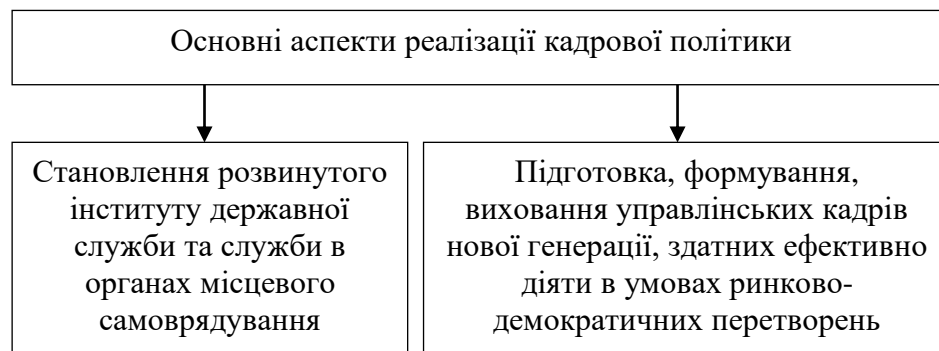 Основні аспекти реалізації кадрової політики
Становлення розвинутого
інституту державної
служби та служби в
органах місцевого
самоврядування
Підготовка, формування,
виховання управлінських кадрів
нової генерації, здатних ефективно
діяти в умовах ринково-
демократичних перетворень